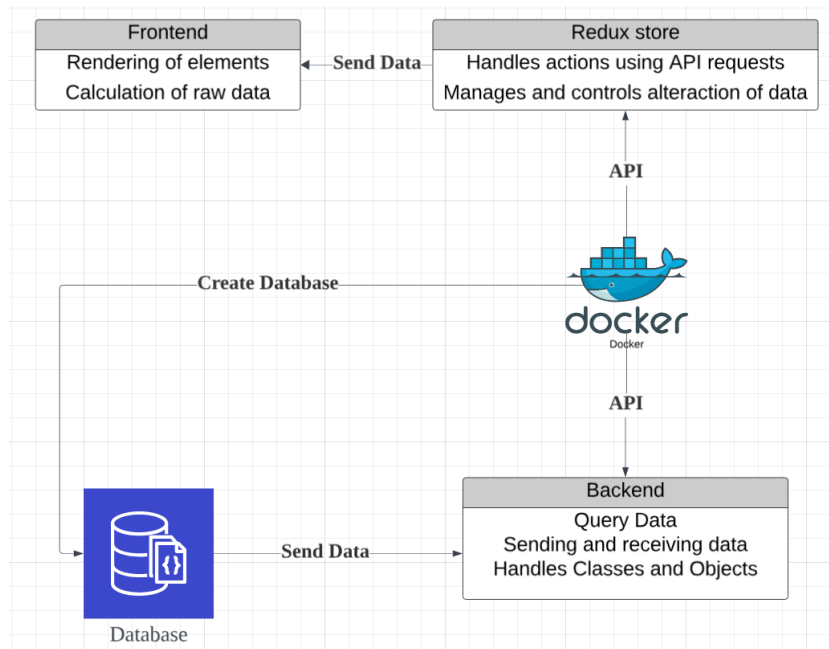 Frontend
Rendering of elements
Calculation of raw data
Send Data
Redux store
Handles actions using API requests
Manages and controls alteraction of data
API
Create Database
docker
Docker
API
Backend
Query Data
Sending and receiving data
Handles Classes and Objects
Send Data
{}
Database